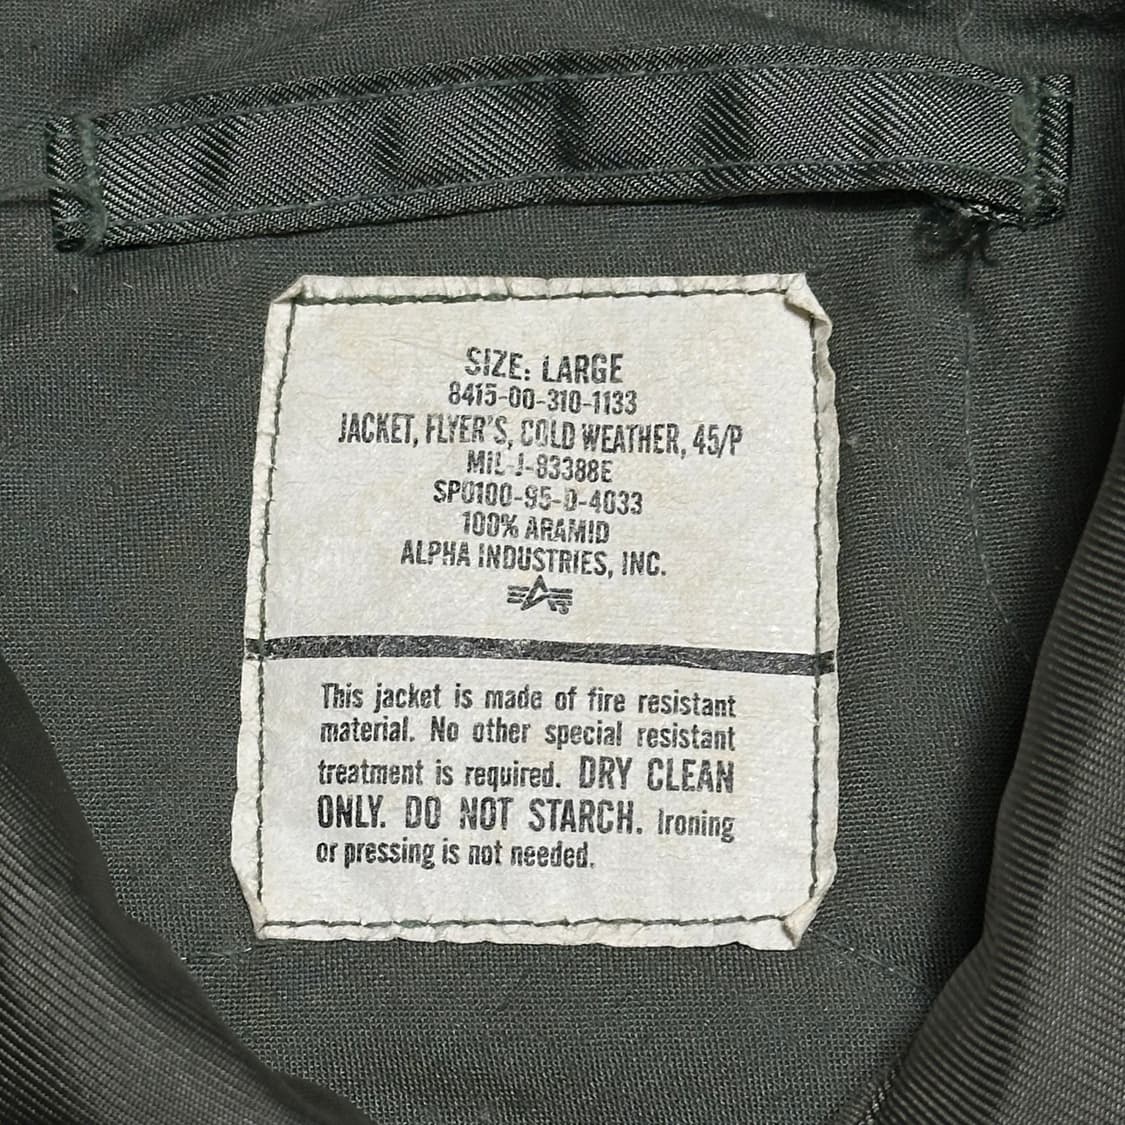 SIZE: LARGE
8415-00-310-1133
JACKET, FLYER'S, COLD WEATHER, 45/P
MIL-J-83388E
SPO100-95-D-4033
100% ARAMID
ALPHA INDUSTRIES, INC.
This jacket is made of fire resistant
material. No other special resistant
treatment is required. DRY CLEAN
ONLY. DO NOT STARCH. Ironing
or pressing is not needed.